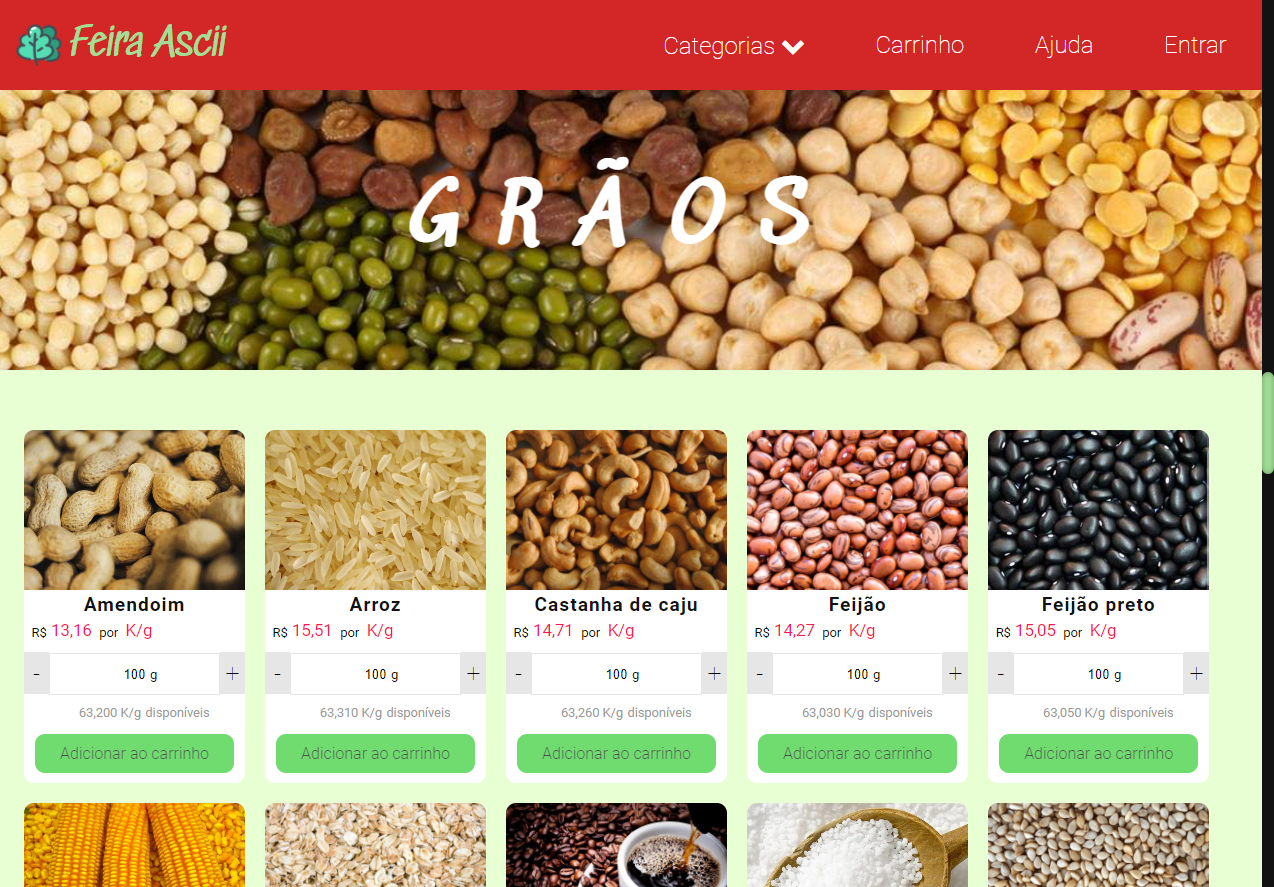 Feira Ascii
Categorias
Carrinho
Ajuda
Entrar
GRÃOS
Amendoim
R$ 13,16 por K/g
- 100 g +
63,200 K/g disponíveis
Adicionar ao carrinho
Arroz
R$ 15,51 por K/g
- 100 g +
63,310 K/g disponíveis
Adicionar ao carrinho
Castanha de caju
R$ 14,71 por K/g
- 100 g +
63,260 K/g disponíveis
Adicionar ao carrinho
Feijão
R$ 14,27 por K/g
- 100 g +
63,030 K/g disponíveis
Adicionar ao carrinho
Feijão preto
R$ 15,05 por K/g
- 100 g +
63,050 K/g disponíveis
Adicionar ao carrinho